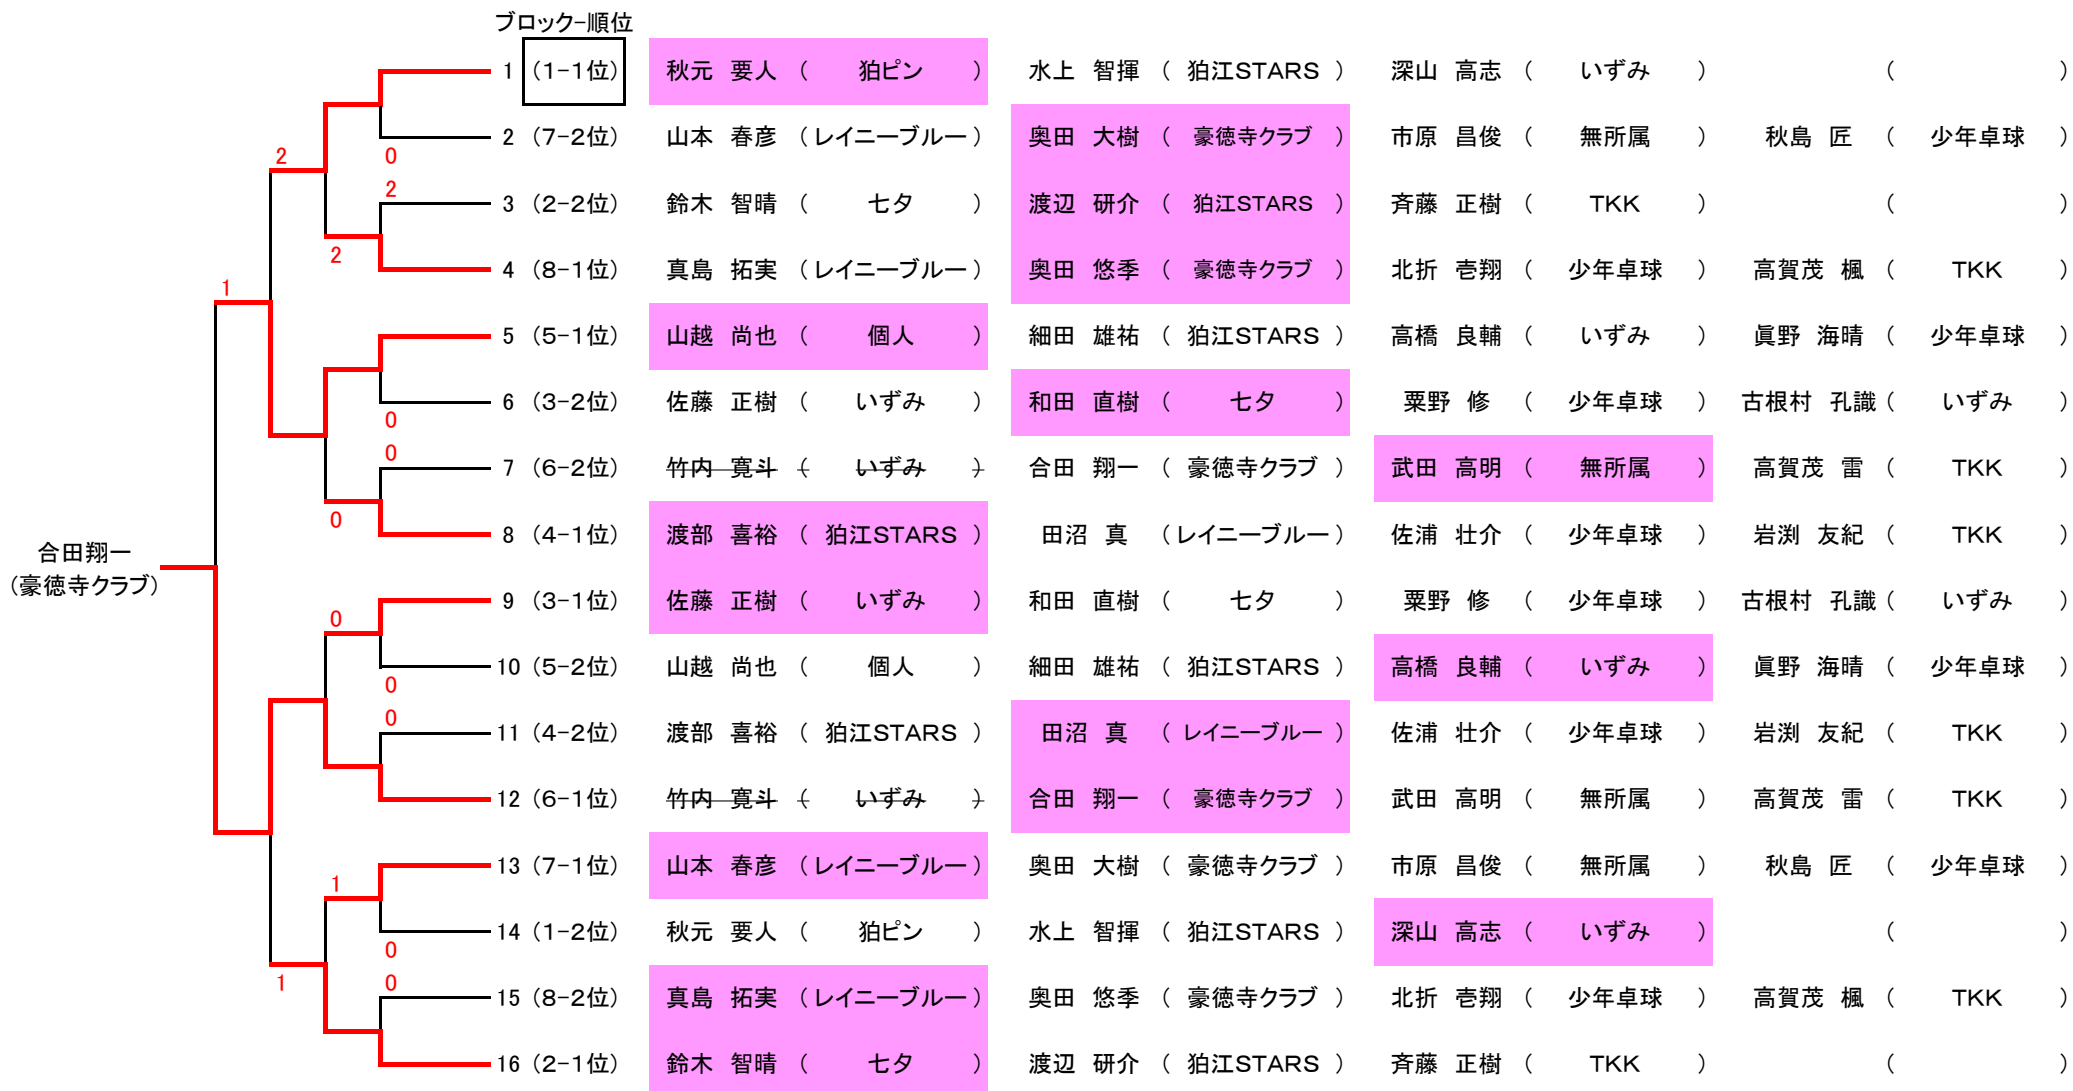 ブロック-順位
1 (1-1位) 秋元 要人 ( 狛ピン ) 水上 智揮 ( 狛江STARS ) 深山 高志 ( いずみ ) ( )
2 (7-2位) 山本 春彦 (レイニーブルー) 奥田 大樹 ( 豪徳寺クラブ ) 市原 昌俊 ( 無所属 ) 秋島 匠 ( 少年卓球 )
2 0
2
3 (2-2位) 鈴木 智晴 ( 七夕 ) 渡辺 研介 ( 狛江STARS ) 斉藤 正樹 ( TKK ) ( )
2
4 (8-1位) 真島 拓実 (レイニーブルー) 奥田 悠季 ( 豪徳寺クラブ ) 北折 壱翔 ( 少年卓球 ) 高賀茂 楓 ( TKK )
1
5 (5-1位) 山越 尚也 ( 個人 ) 細田 雄祐 ( 狛江STARS ) 高橋 良輔 ( いずみ ) 眞野 海晴 ( 少年卓球 )
6 (3-2位) 佐藤 正樹 ( いずみ ) 和田 直樹 ( 七夕 ) 粟野 修 ( 少年卓球 ) 古根村 孔識 ( いずみ )
0
0
7 (6-2位) 竹内 寛斗 ( いずみ ) 合田 翔一 ( 豪徳寺クラブ ) 武田 高明 ( 無所属 ) 高賀茂 雷 ( TKK )
0
8 (4-1位) 渡部 喜裕 ( 狛江STARS ) 田沼 真 (レイニーブルー) 佐浦 壮介 ( 少年卓球 ) 岩渕 友紀 ( TKK )
合田翔一
(豪徳寺クラブ)
9 (3-1位) 佐藤 正樹 ( いずみ ) 和田 直樹 ( 七夕 ) 粟野 修 ( 少年卓球 ) 古根村 孔識 ( いずみ )
0
10 (5-2位) 山越 尚也 ( 個人 ) 細田 雄祐 ( 狛江STARS ) 高橋 良輔 ( いずみ ) 眞野 海晴 ( 少年卓球 )
0
0
11 (4-2位) 渡部 喜裕 ( 狛江STARS ) 田沼 真 ( レイニーブルー ) 佐浦 壮介 ( 少年卓球 ) 岩渕 友紀 ( TKK )
12 (6-1位) 竹内 寛斗 ( いずみ ) 合田 翔一 ( 豪徳寺クラブ ) 武田 高明 ( 無所属 ) 高賀茂 雷 ( TKK )
13 (7-1位) 山本 春彦 (レイニーブルー) 奥田 大樹 ( 豪徳寺クラブ ) 市原 昌俊 ( 無所属 ) 秋島 匠 ( 少年卓球 )
1
14 (1-2位) 秋元 要人 ( 狛ピン ) 水上 智揮 ( 狛江STARS ) 深山 高志 ( いずみ ) ( )
0
1 0
15 (8-2位) 真島 拓実 (レイニーブルー) 奥田 悠季 ( 豪徳寺クラブ ) 北折 壱翔 ( 少年卓球 ) 高賀茂 楓 ( TKK )
16 (2-1位) 鈴木 智晴 ( 七夕 ) 渡辺 研介 ( 狛江STARS ) 斉藤 正樹 ( TKK ) ( )